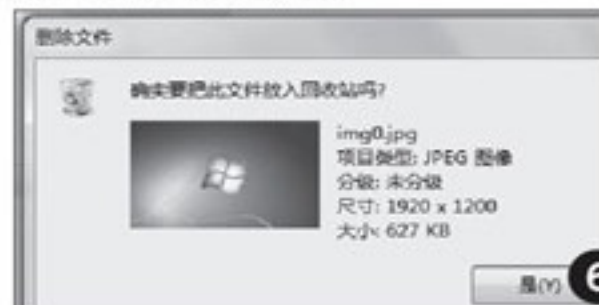 删除文件
确实要把此文件放入回收站吗?
img0.jpg
项目类型: JPEG 图像
分级: 未分级
尺寸: 1920 x 1200
大小: 627 KB
是(Y)
6